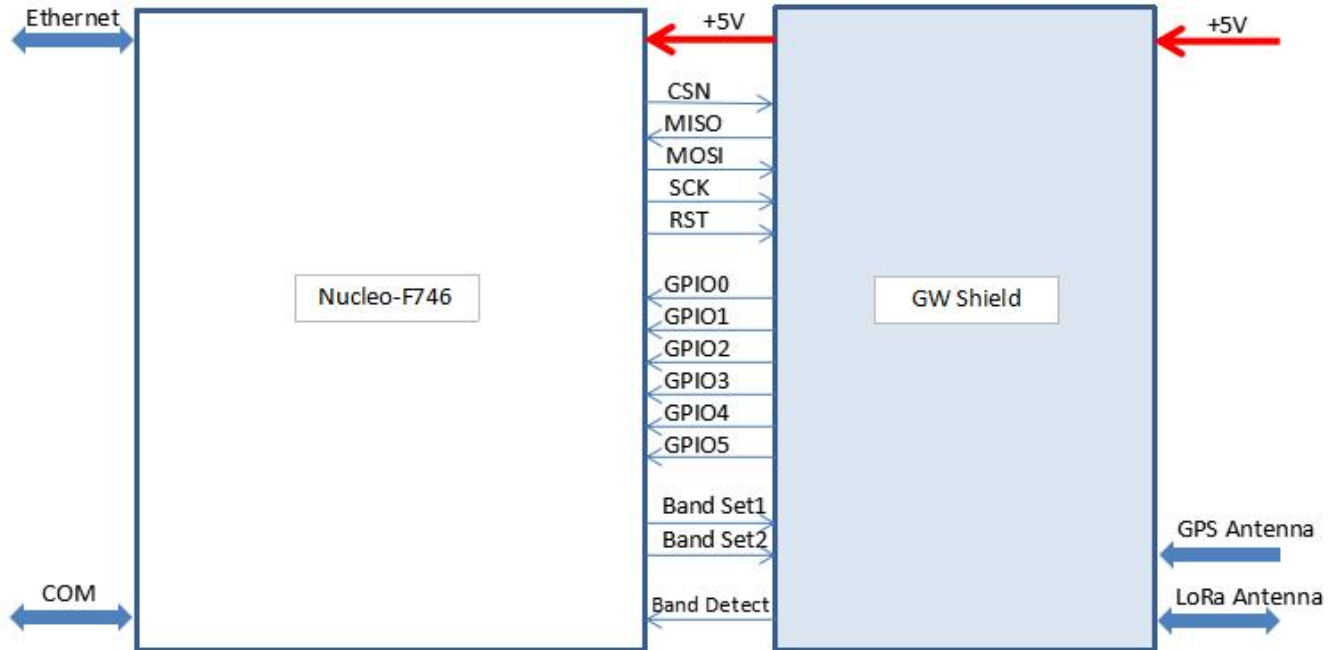 Ethernet
+5V
+5V
CSN
MISO
MOSI
SCK
RST
Nucleo-F746
GW Shield
GPIO0
GPIO1
GPIO2
GPIO3
GPIO4
GPIO5
Band Set1
Band Set2
GPS Antenna
COM
Band Detect
LoRa Antenna